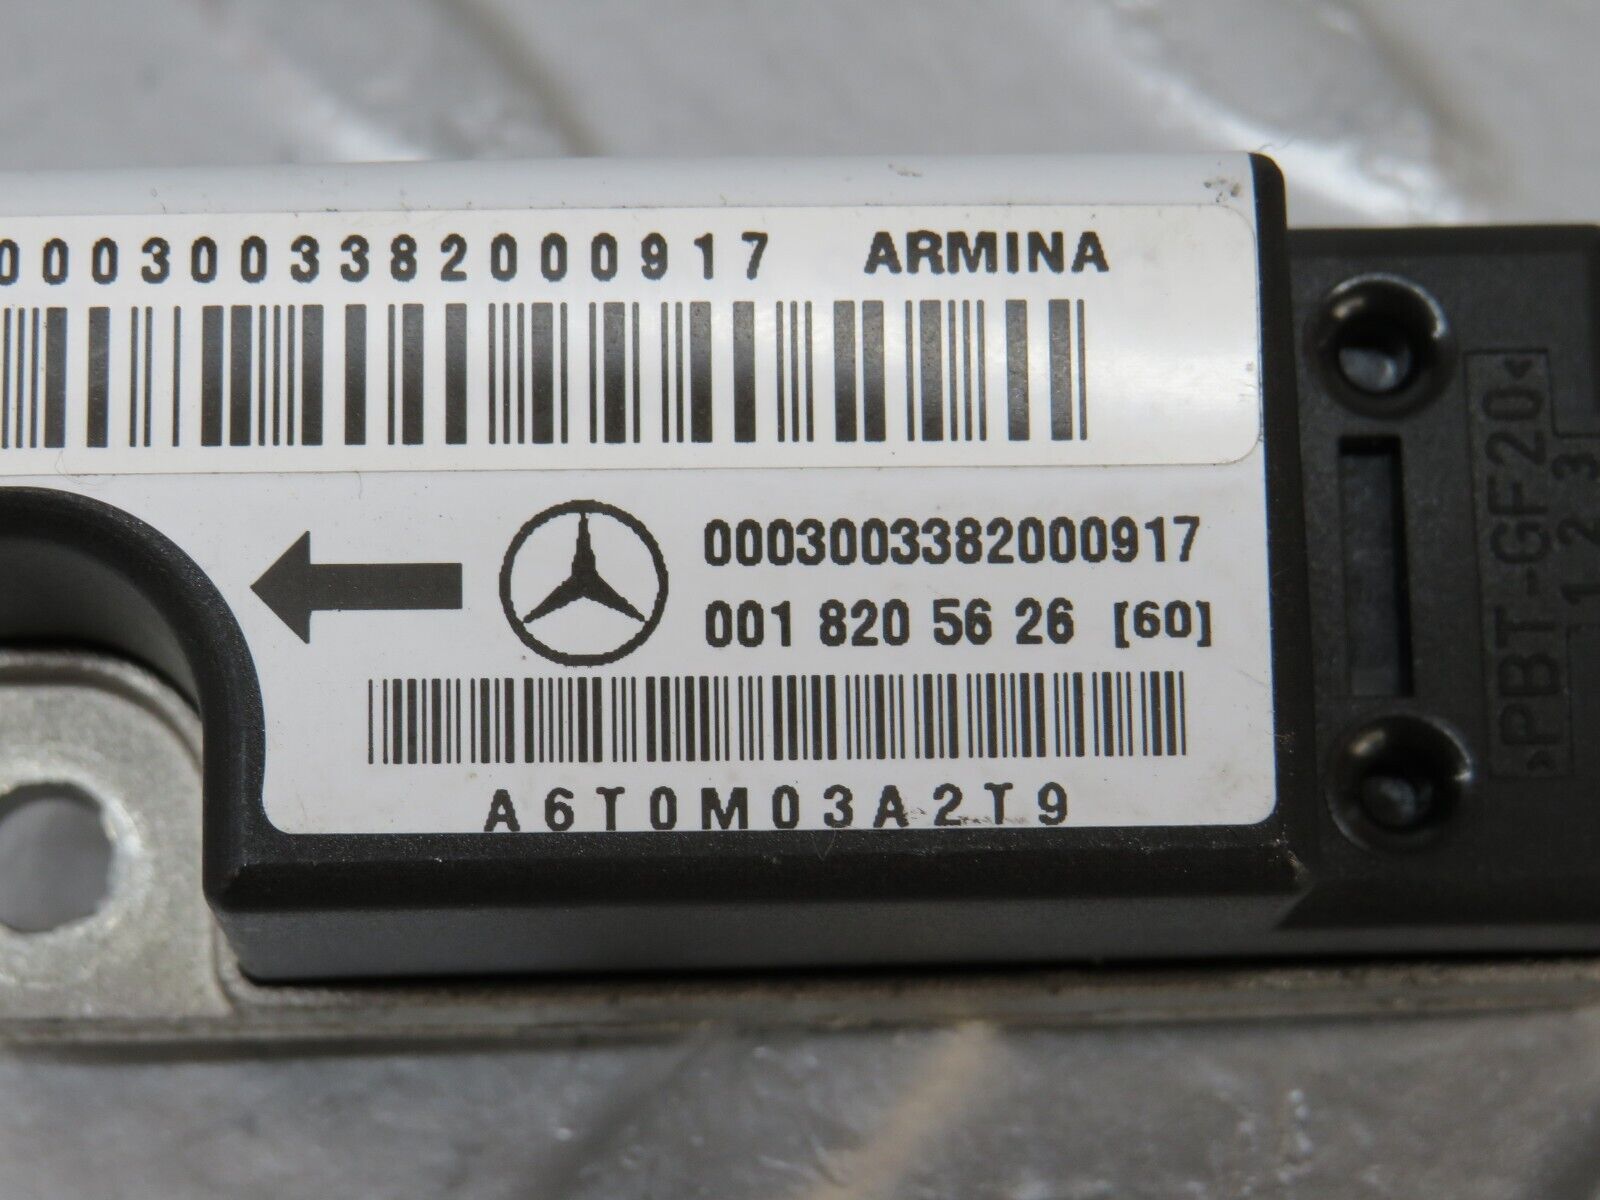 0003003382000917 ARMINA
0003003382000917
001 820 56 26 [60]
A6T0M03A2T9
>PBT-GF20<
1 2 3